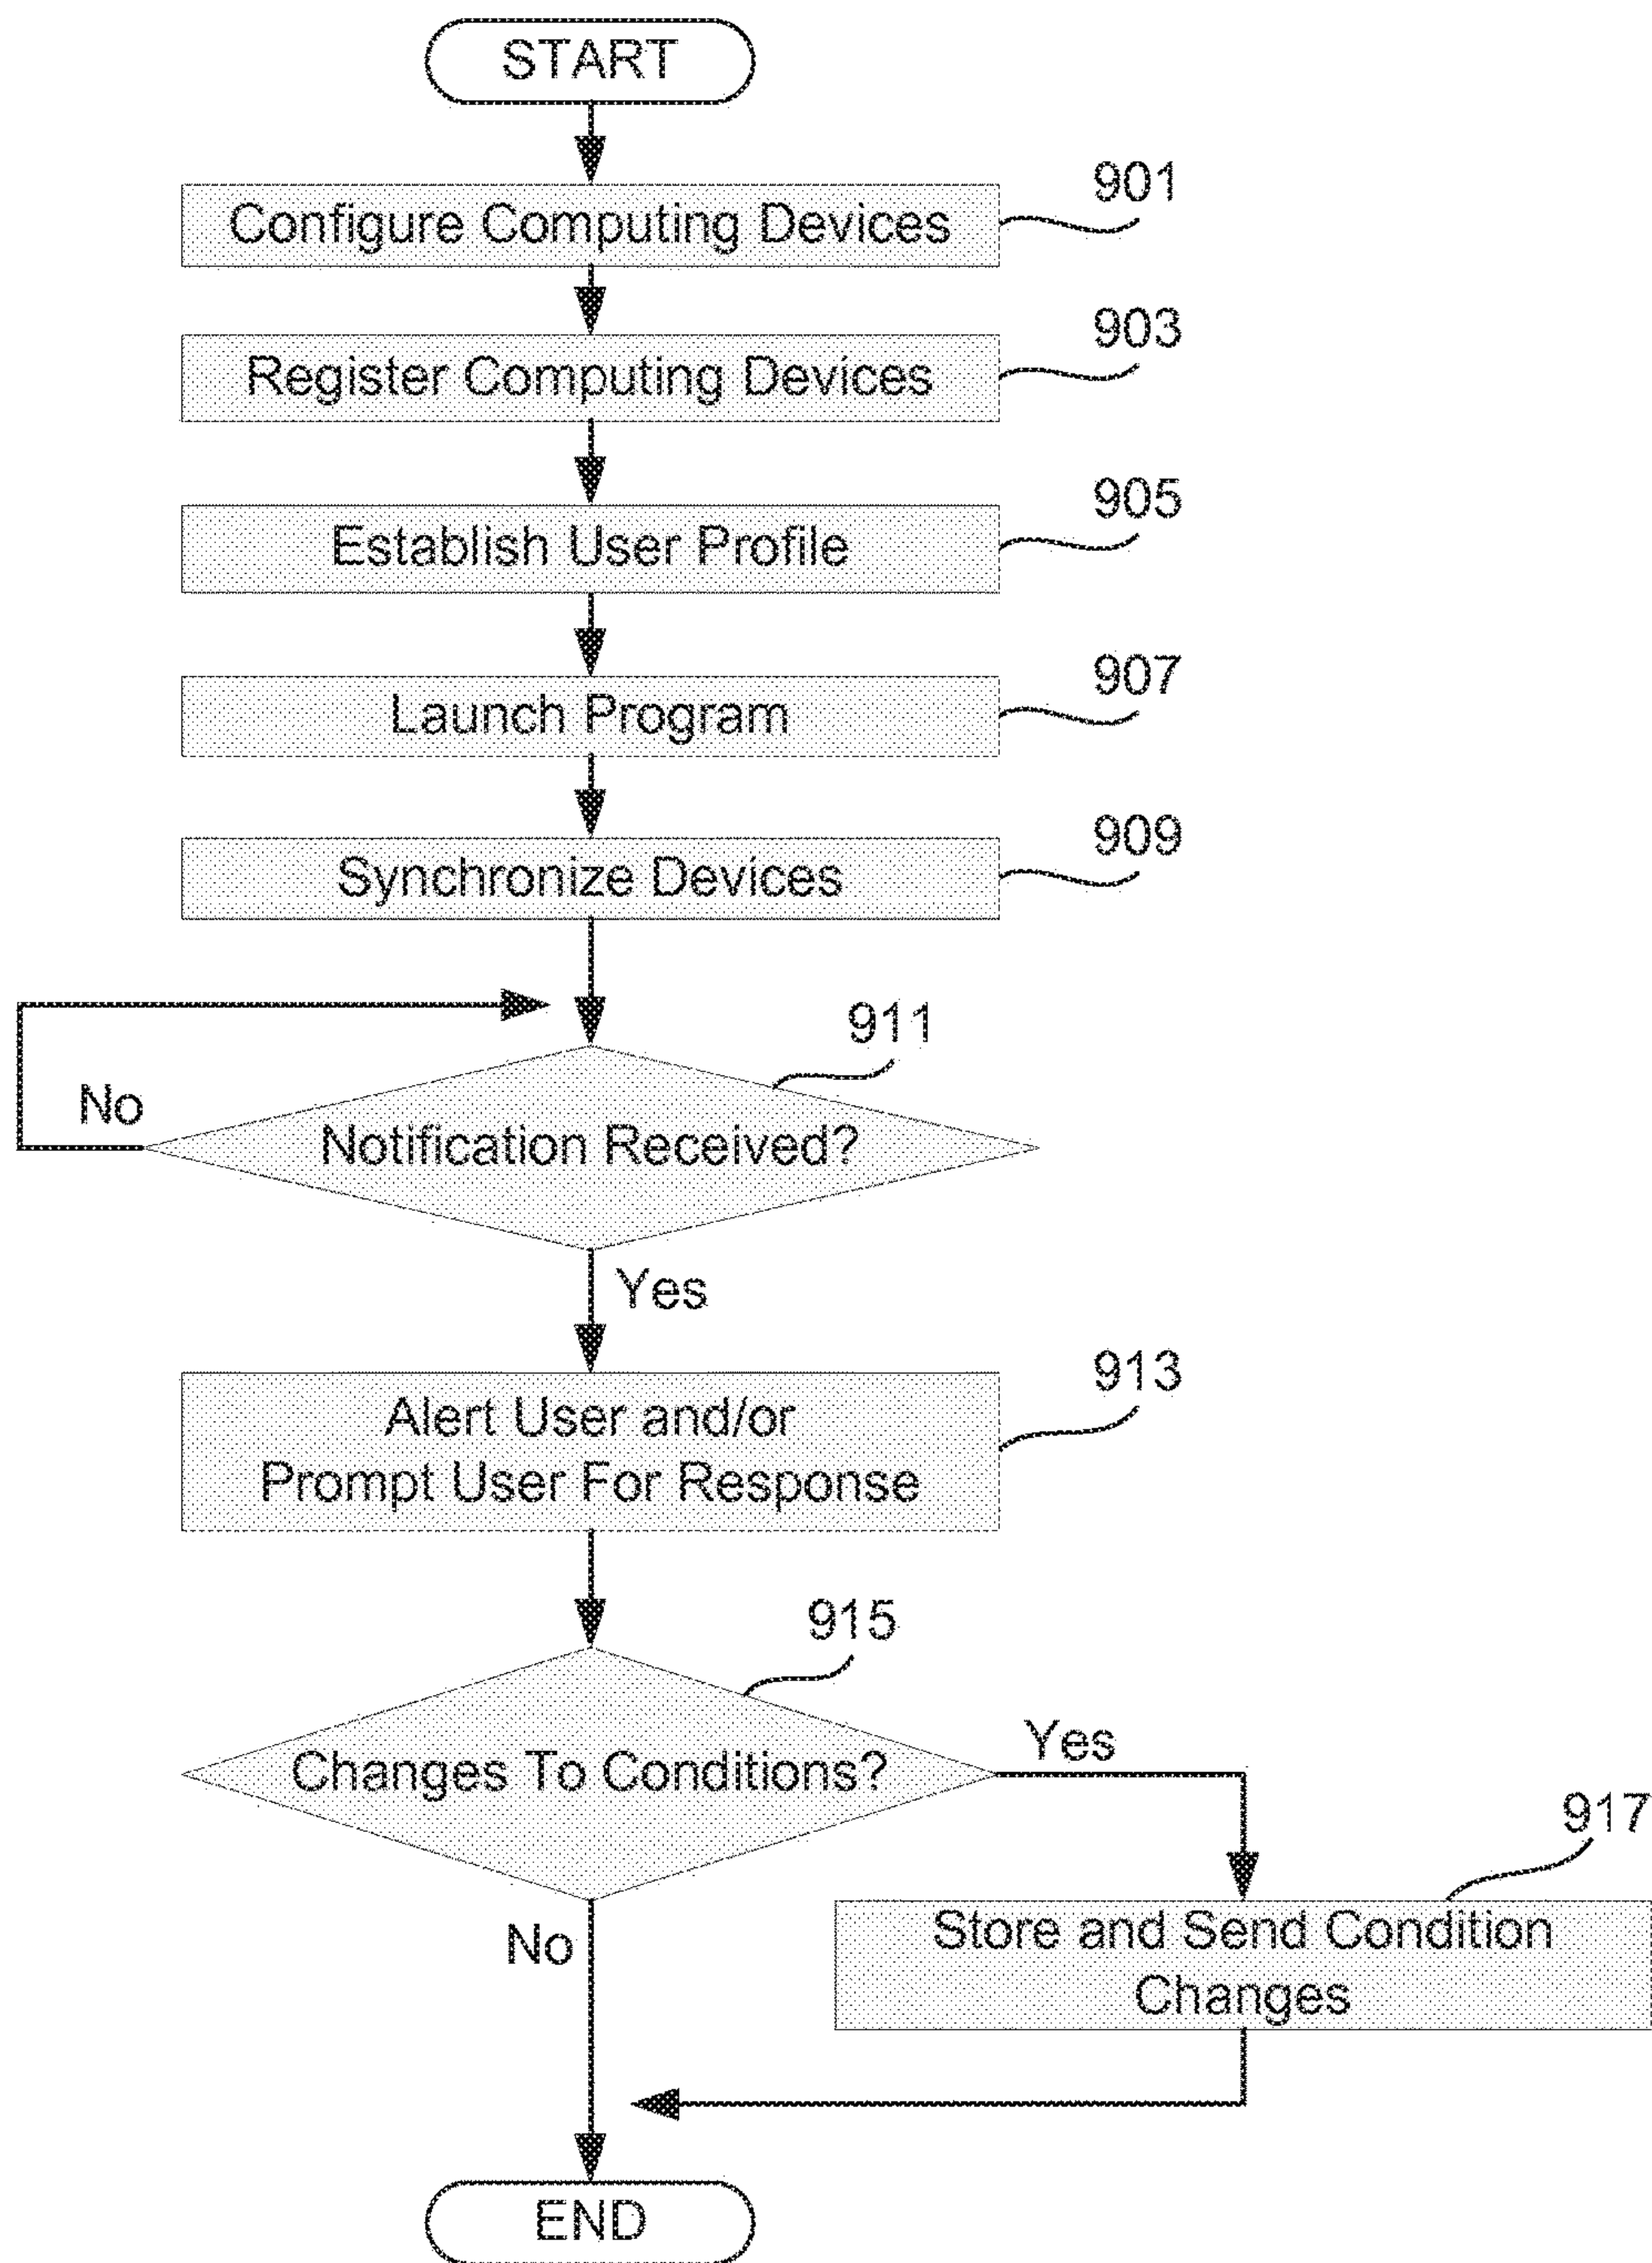 START
Configure Computing Devices
901
Register Computing Devices
903
Establish User Profile
905
Launch Program
907
Synchronize Devices
909
911
No
Notification Received?
Yes
Alert User and/or
Prompt User For Response
913
915
Changes To Conditions?
Yes
917
Store and Send Condition
Changes
No
END